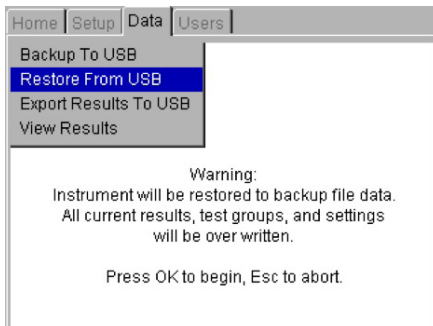 Home Setup Data Users
Backup To USB
Restore From USB
Export Results To USB
View Results
Warning:
Instrument will be restored to backup file data.
All current results, test groups, and settings
will be over written.
Press OK to begin, Esc to abort.